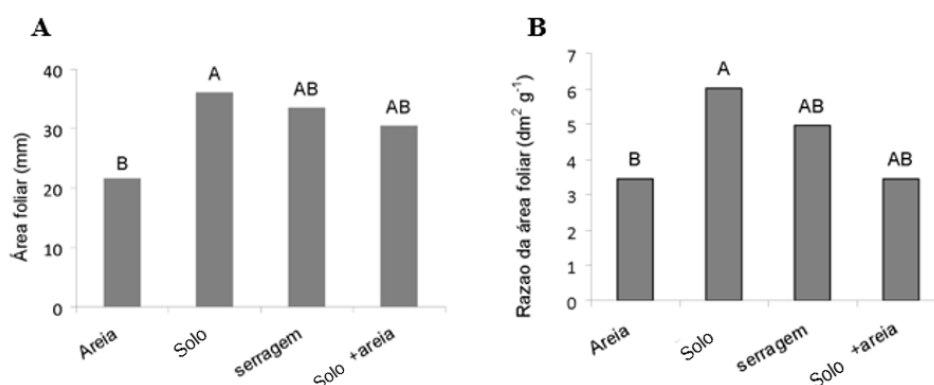 A
Área foliar (mm)
40
30
20
10
0
B
A
AB
AB
Areia
Solo
serragem
Solo +areia
B
Razao da área foliar (dm² g⁻¹)
7
6
5
4
3
2
1
0
B
A
AB
AB
Areia
Solo
serragem
Solo +areia